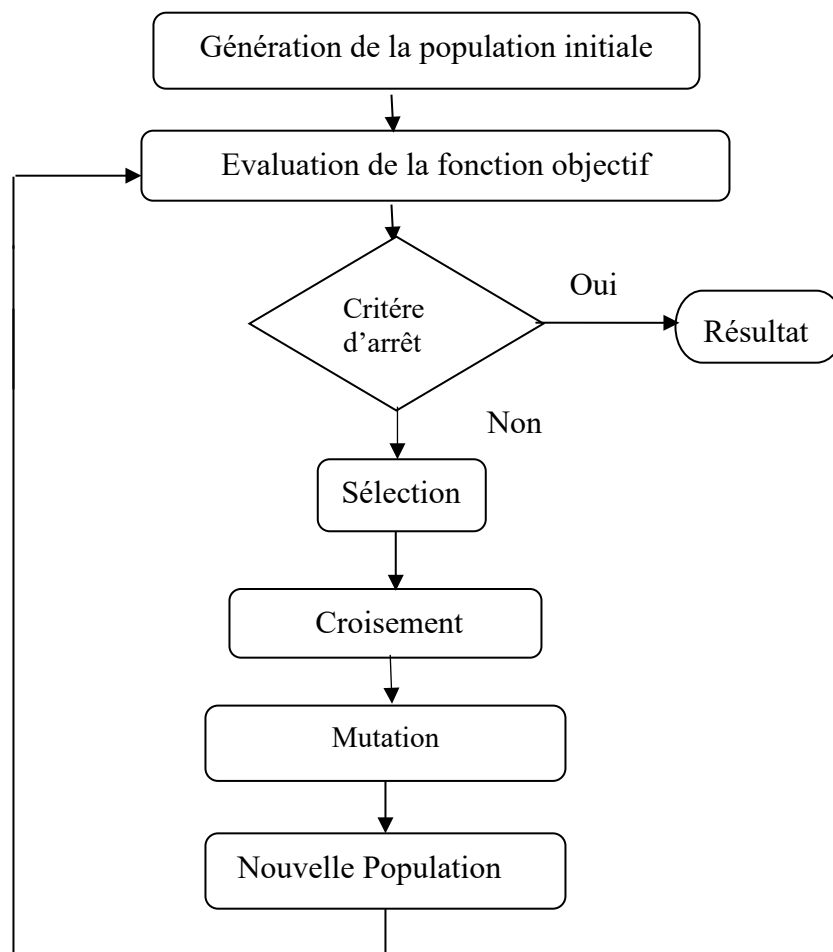 Génération de la population initiale
Evaluation de la fonction objectif
Oui
Critére
d'arrêt
Résultat
Non
Sélection
Croisement
Mutation
Nouvelle Population